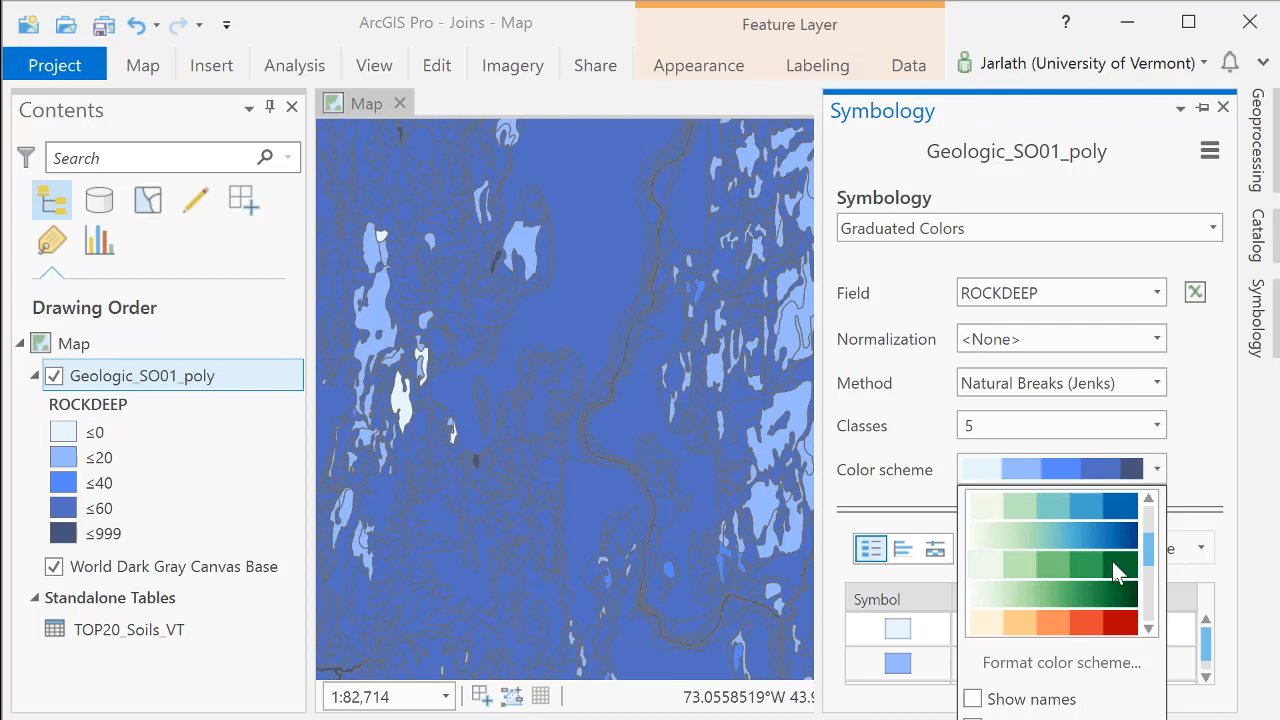 ArcGIS Pro - Joins - Map
Feature Layer
?
Project
Map
Insert
Analysis
View
Edit
Imagery
Share
Appearance
Labeling
Data
Jarlath (University of Vermont)
Contents
Map
Symbology
Geologic_SO01_poly
Search
Symbology
Graduated Colors
Field
ROCKDEEP
Normalization
<None>
Method
Natural Breaks (Jenks)
Classes
5
Color scheme
Drawing Order
Map
Geologic_SO01_poly
ROCKDEEP
≤0
≤20
≤40
≤60
≤999
World Dark Gray Canvas Base
Standalone Tables
TOP20_Soils_VT
e
Symbol
Format color scheme...
Show names
1:82,714
73.0558519°W 43.9
Geoprocessing
Catalog
Symbology